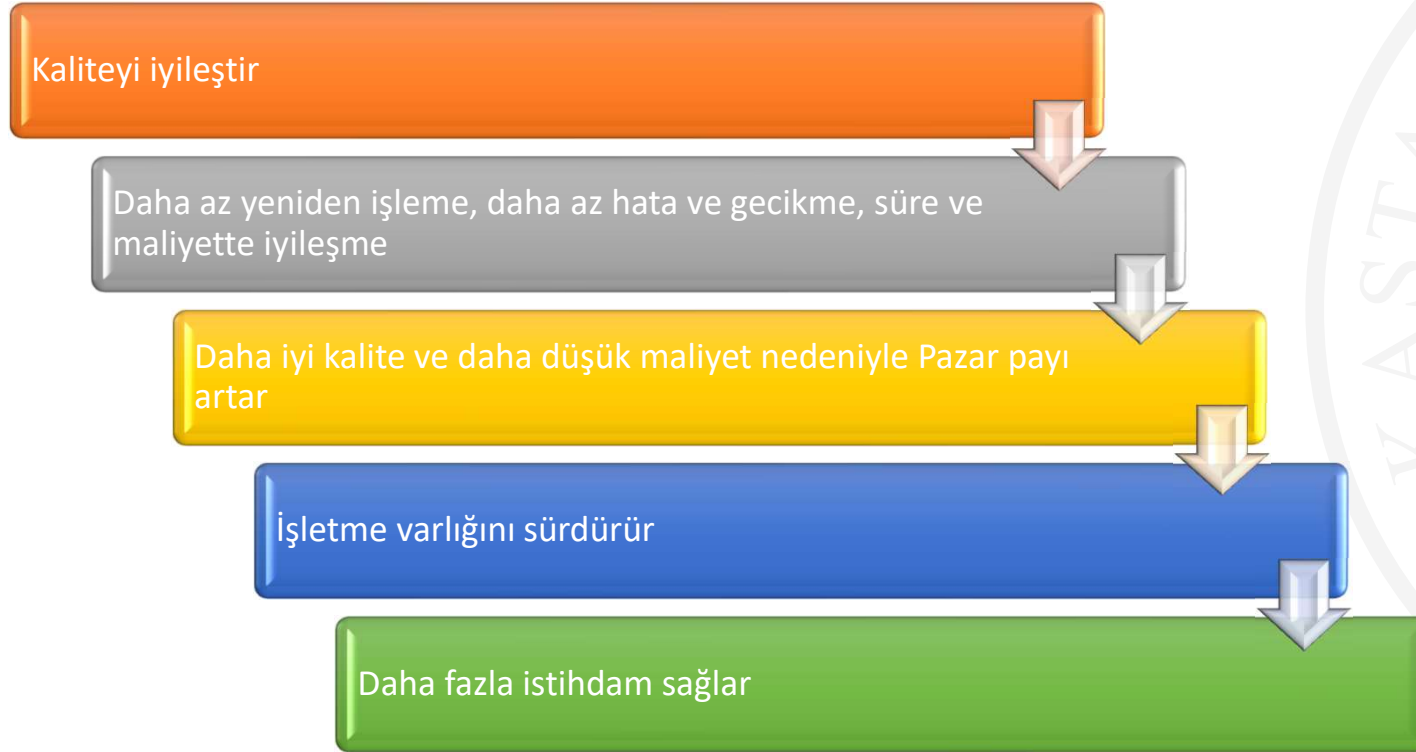 Kaliteyi iyileştir
Daha az yeniden işleme, daha az hata ve gecikme, süre ve
maliyette iyileşme
Daha iyi kalite ve daha düşük maliyet nedeniyle Pazar payı
artar
İşletme varlığını sürdürür
Daha fazla istihdam sağlar